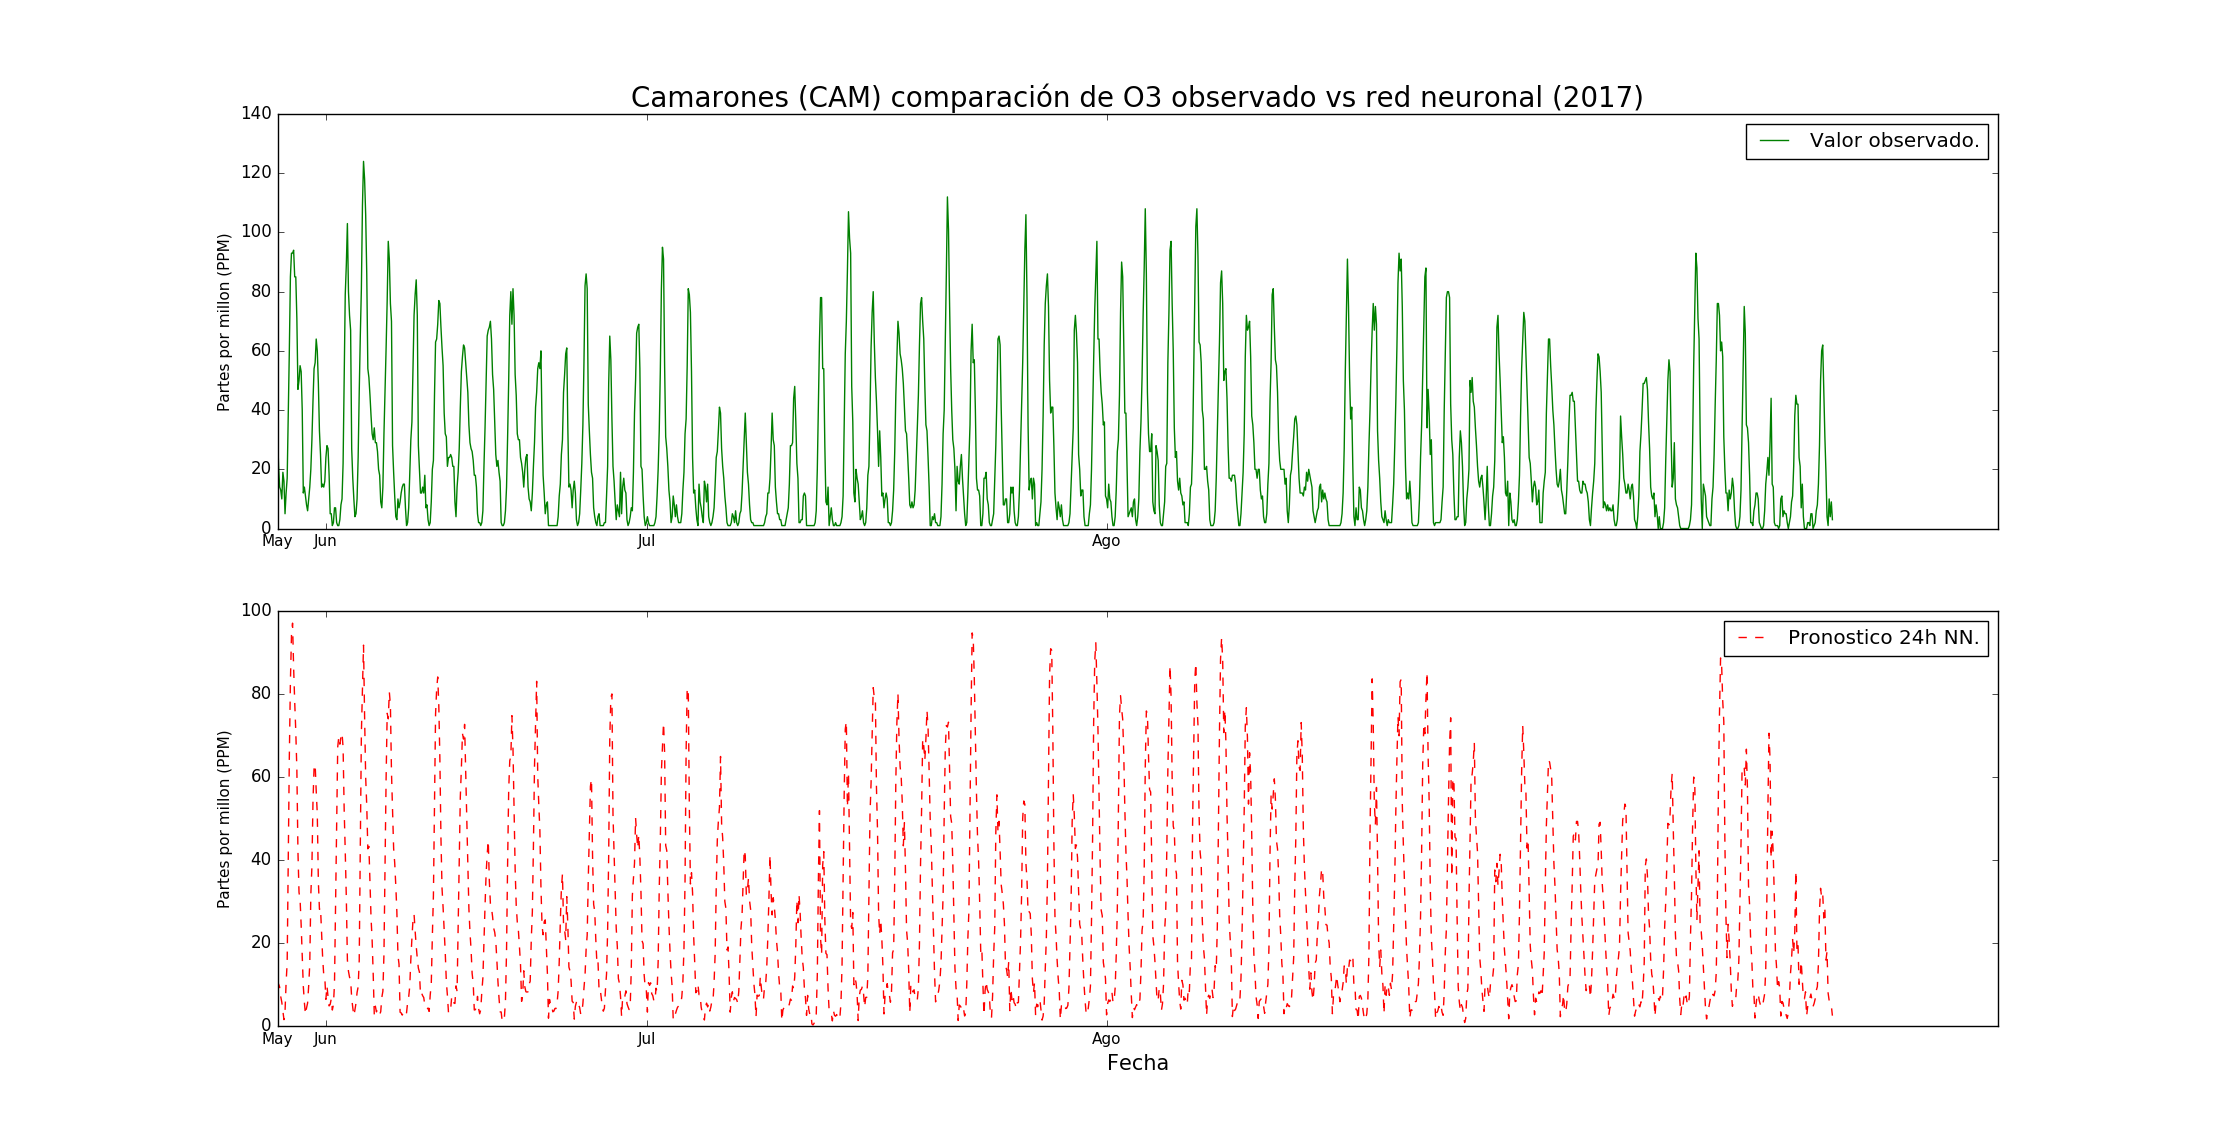 Camarones (CAM) comparación de O3 observado vs red neuronal (2017)
140
120
100
80
60
40
20
0
Partes por millon (PPM)
Valor observado.
May Jun Jul Ago
100
80
60
40
20
0
Partes por millon (PPM)
Pronostico 24h NN.
May Jun Jul Ago
Fecha